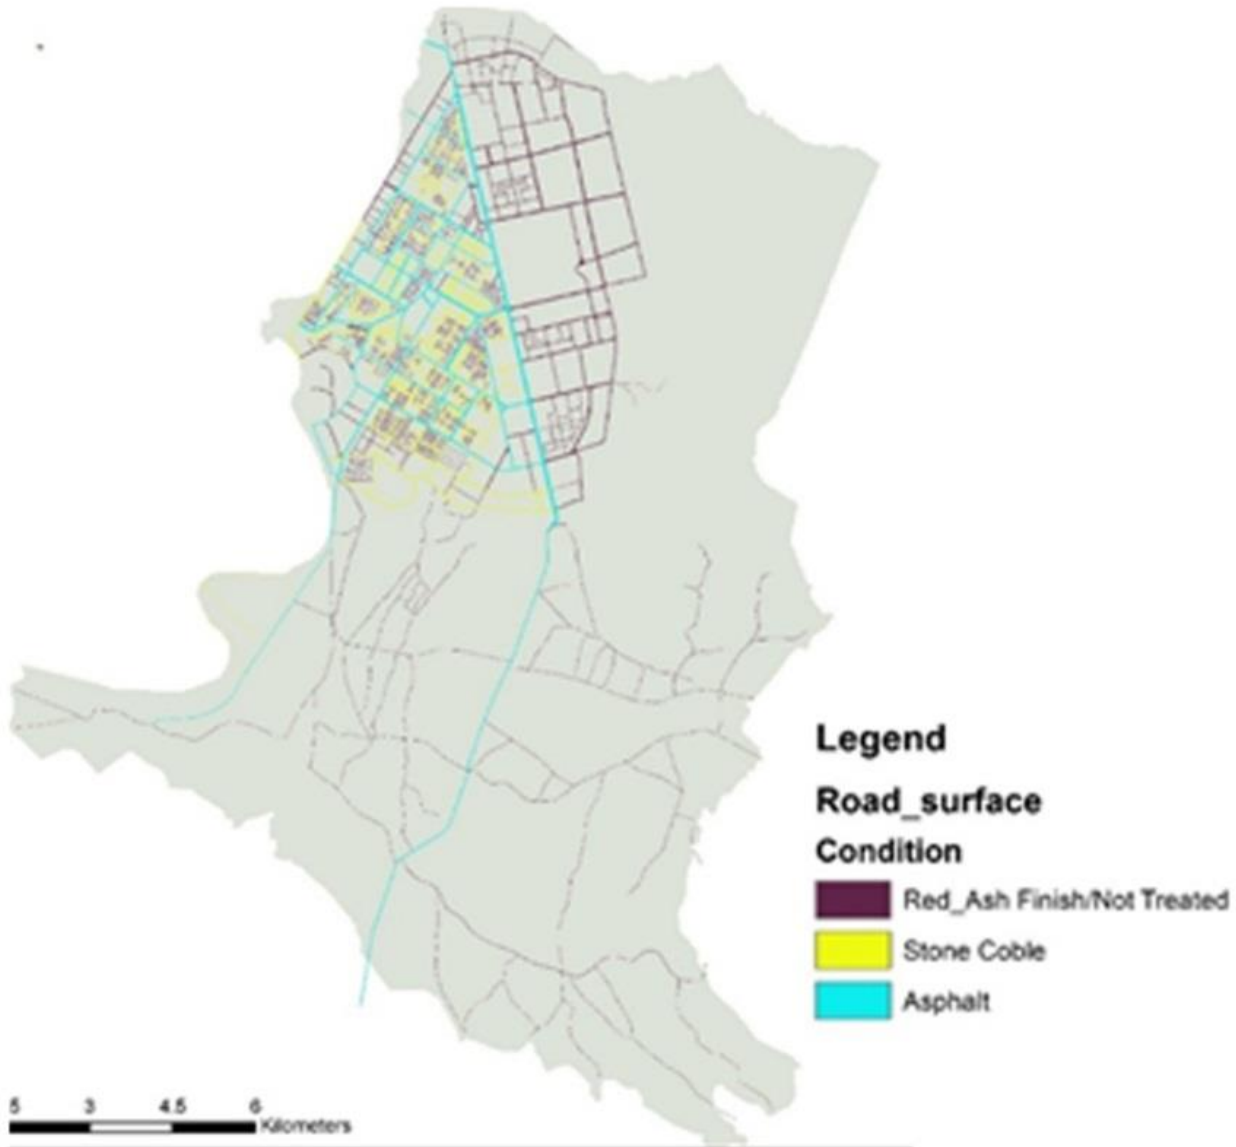 Legend
Road_surface
Condition
Red_Ash Finish/Not Treated
Stone Coble
Asphalt
5 3 4.5 6
Kilometers